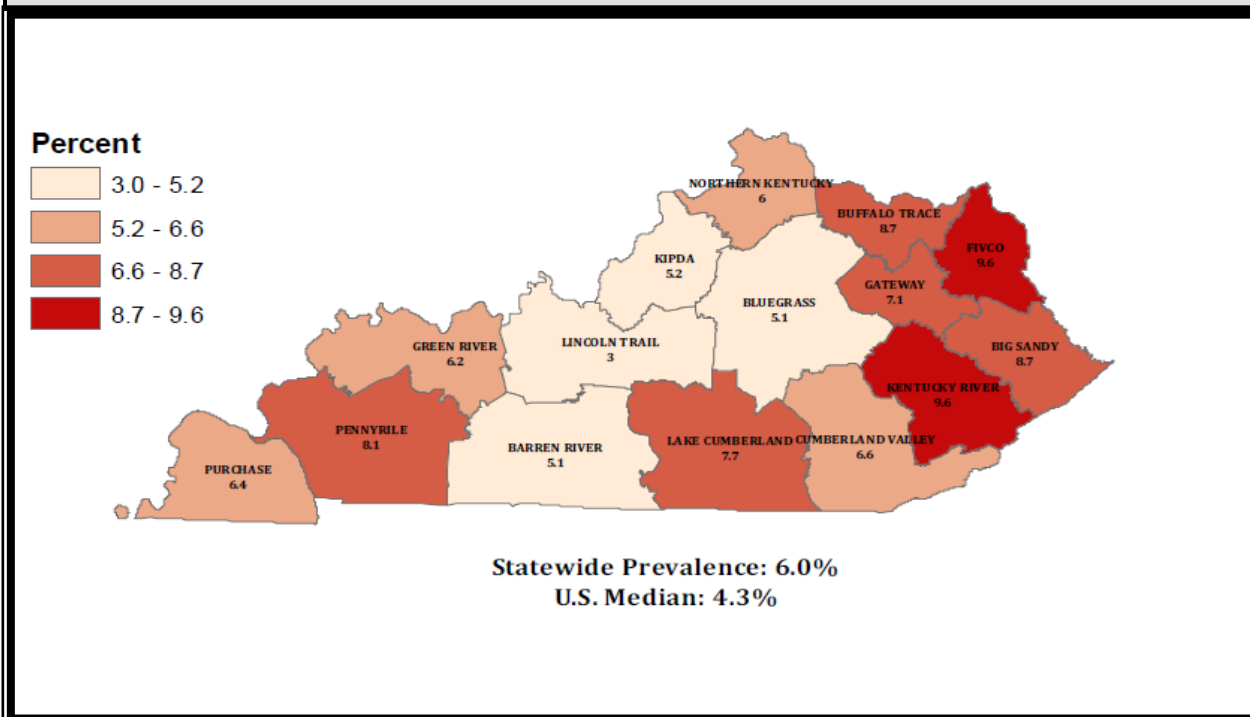 Percent
3.0 - 5.2
5.2 - 6.6
6.6 - 8.7
8.7 - 9.6
NORTHERN KENTUCKY
6
BUFFALO TRACE
8.7
FIVCO
9.6
KIPDA
5.2
GATEWAY
7.1
BLUEGRASS
5.1
GREEN RIVER
6.2
LINCOLN TRAIL
3
BIG SANDY
8.7
KENTUCKY RIVER
9.6
PENNYRILE
8.1
BARREN RIVER
5.1
LAKE CUMBERLAND
7.7
CUMBERLAND VALLEY
6.6
PURCHASE
6.4
Statewide Prevalence: 6.0%
U.S. Median: 4.3%